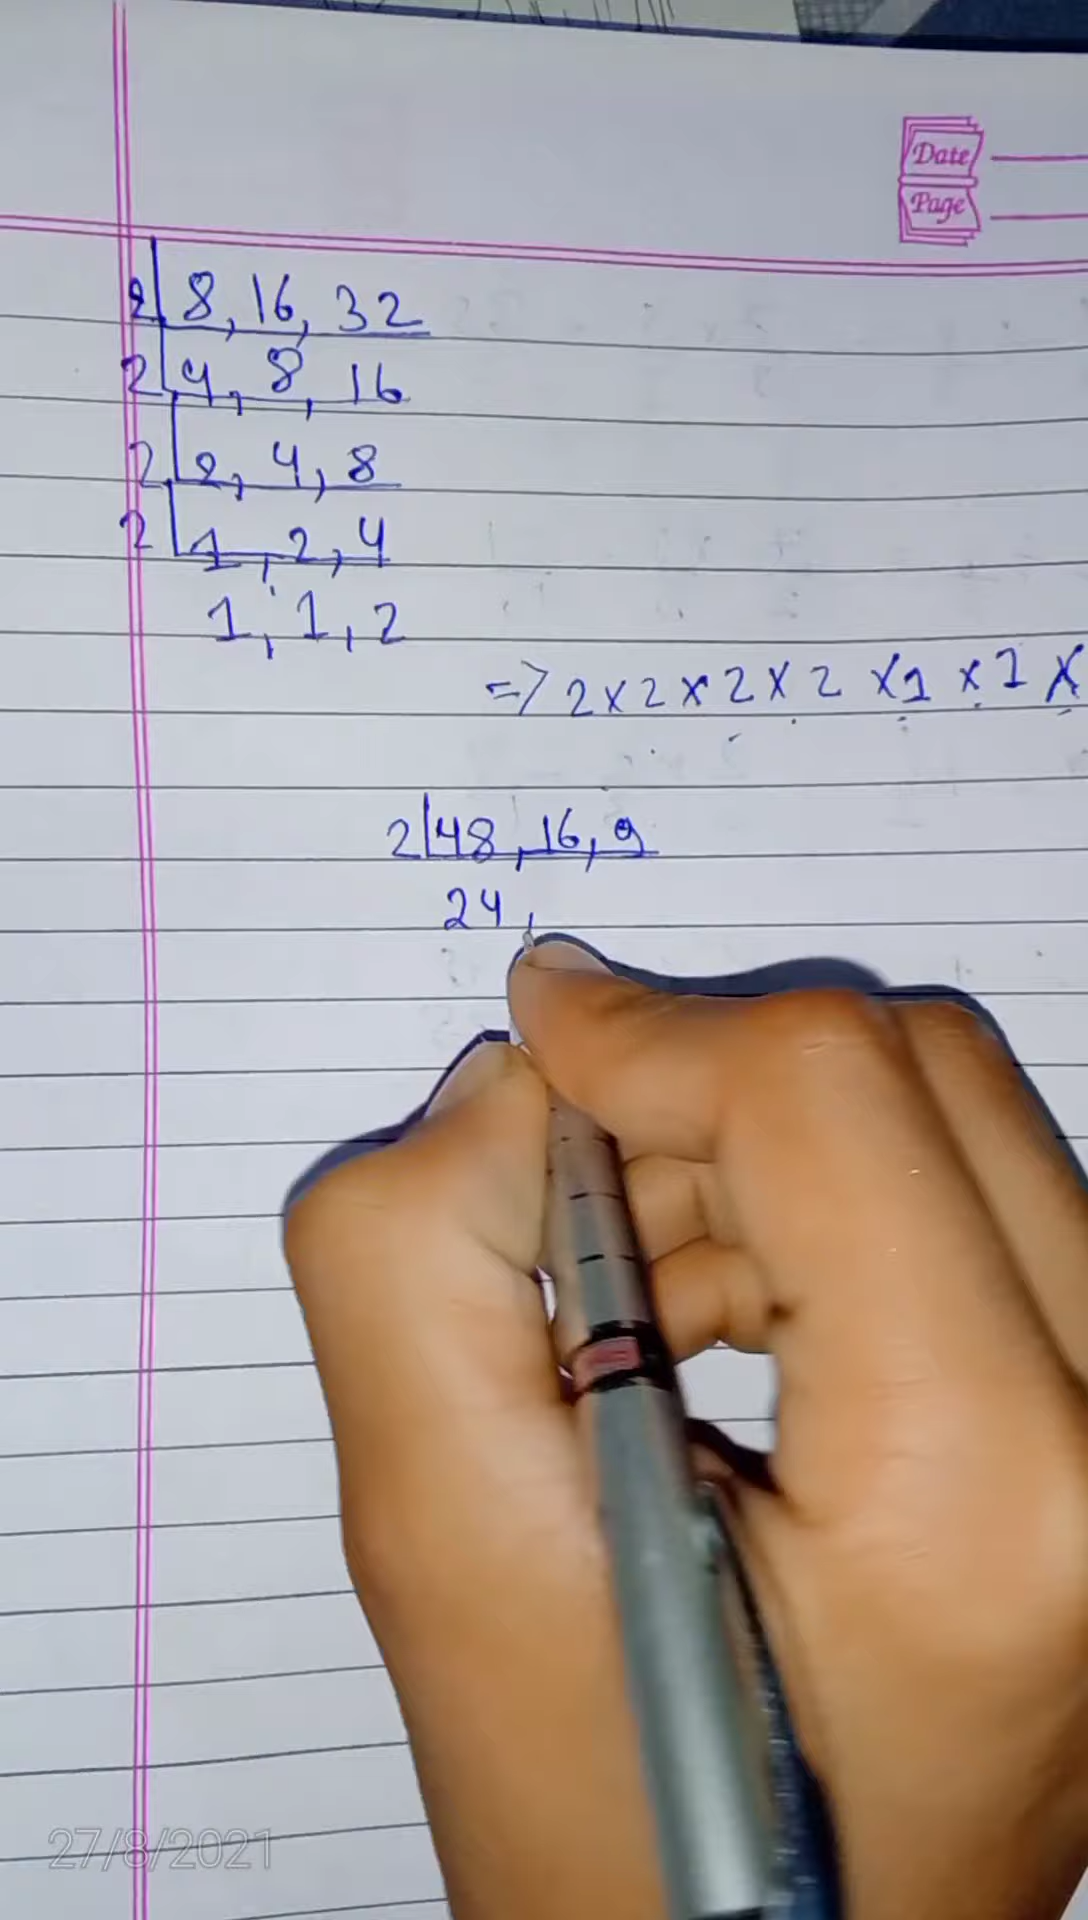 Date
Page
2 8, 16, 32
2 4, 8, 16
2 2, 4, 8
2 1, 2, 4
1, 1, 2
=> 2 x 2 x 2 x 2 x 1 x 1 x
2 48, 16, 9
24,
27/8/2021